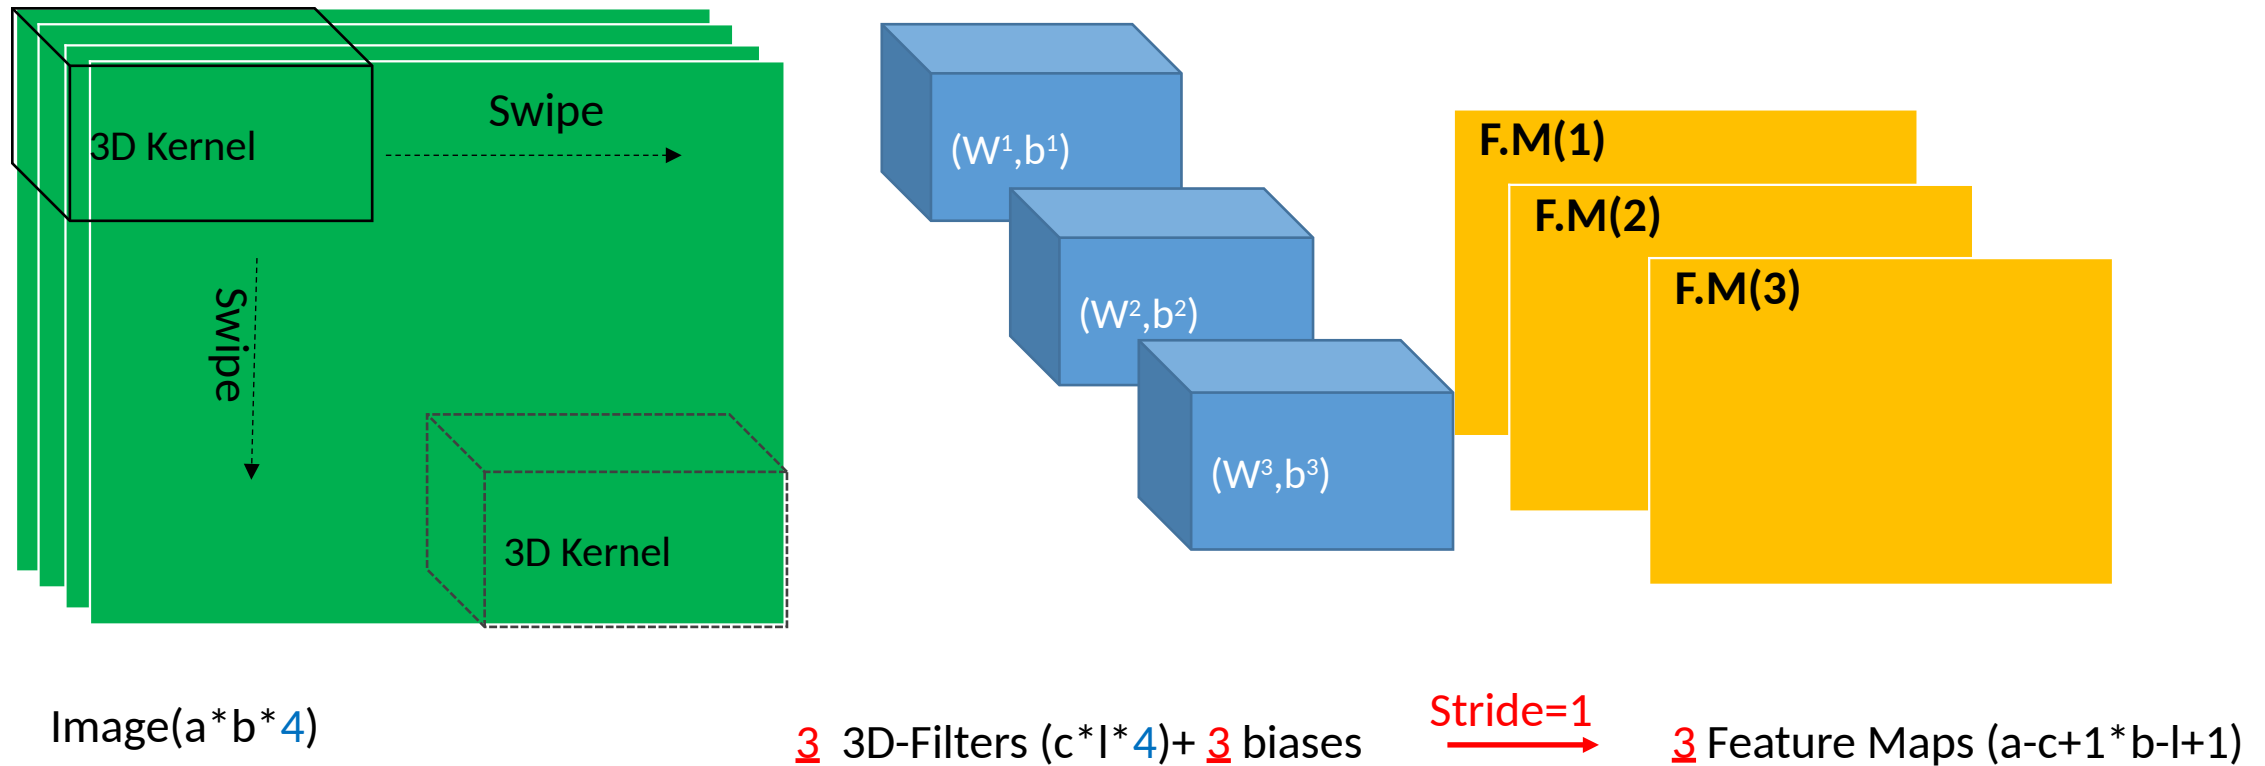 3D Kernel
Swipe
Swipe
3D Kernel
(W¹,b¹)
(W²,b²)
(W³,b³)
F.M(1)
F.M(2)
F.M(3)
Image(a*b*4)
3 3D-Filters (c*l*4)+ 3 biases
Stride=1
3 Feature Maps (a-c+1*b-l+1)